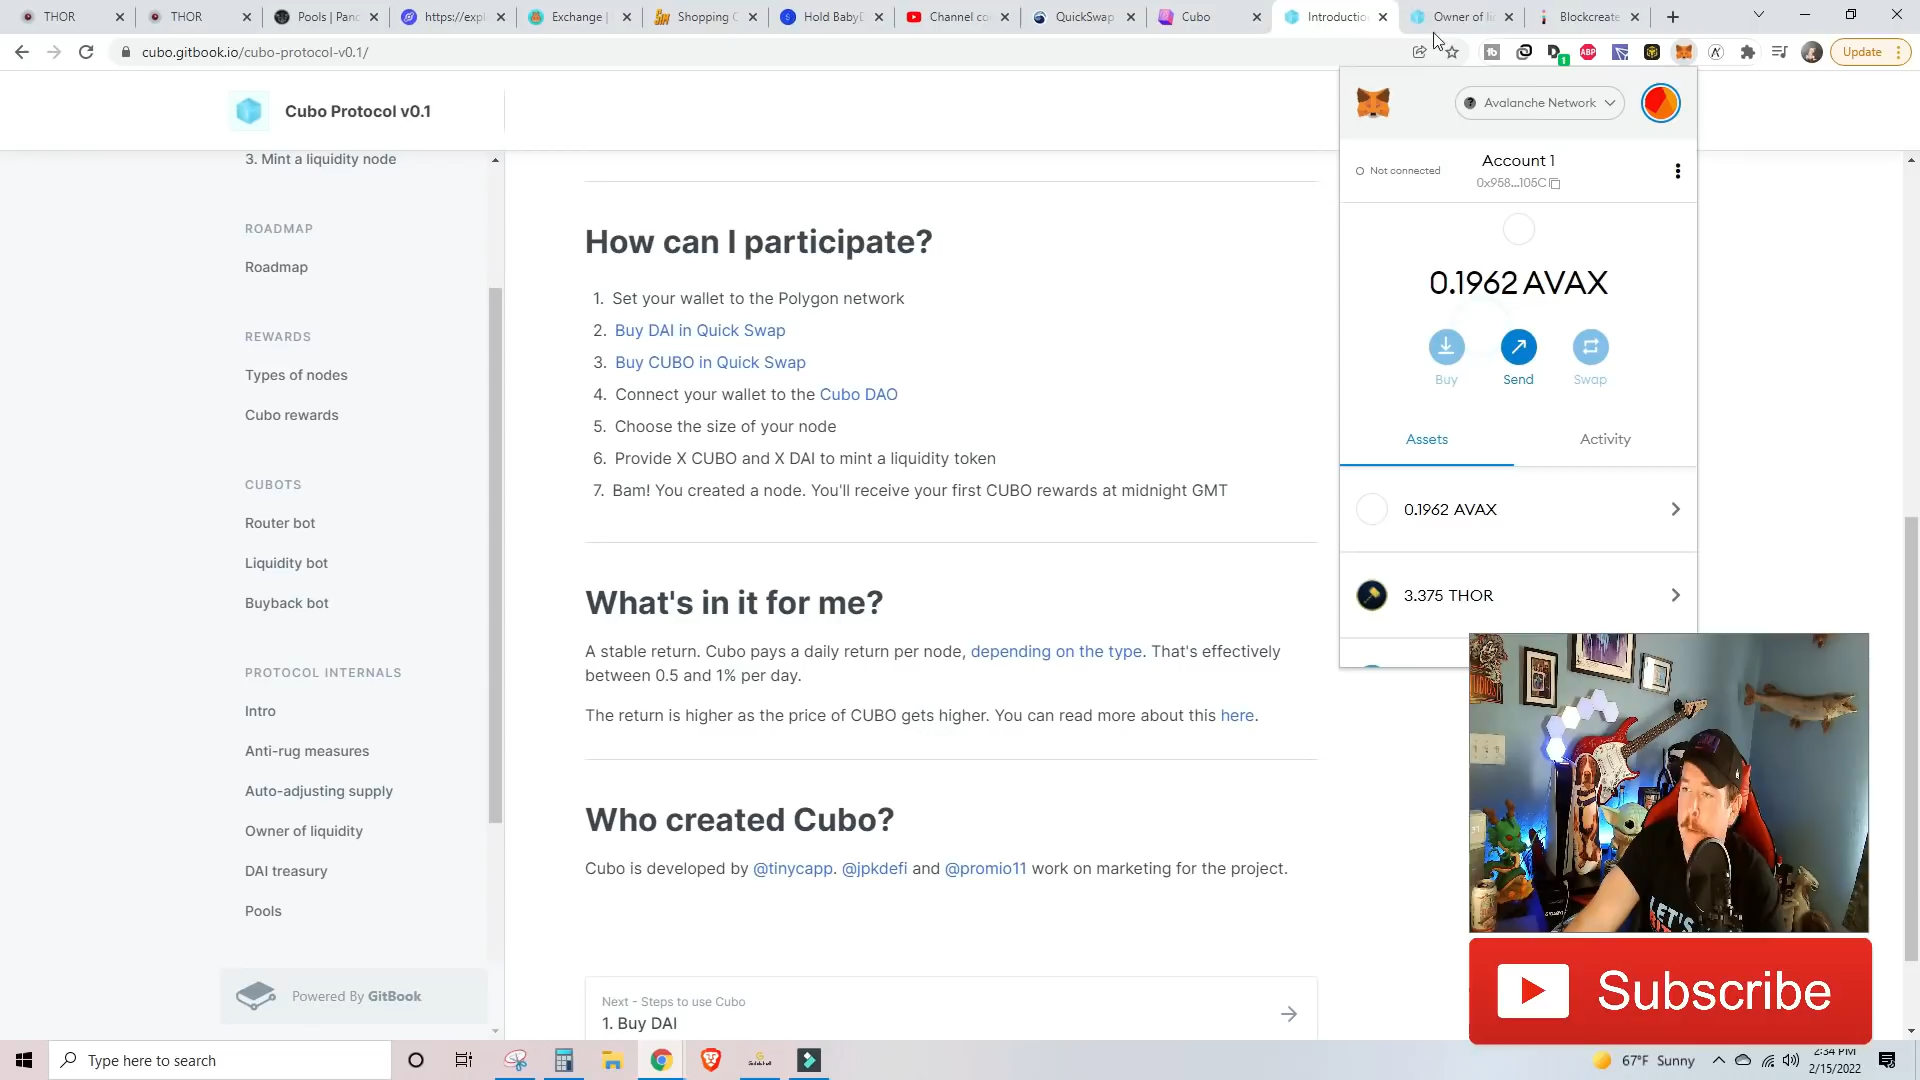 THOR
THOR
Pools | Panc
https://expl
Exchange |
Shopping C
Hold BabyD
Channel co
QuickSwap
Cubo
Introductio
Owner of li
Blockcreate
cubo.gitbook.io/cubo-protocol-v0.1/
tb
1
ABP
Update
Cubo Protocol v0.1
3. Mint a liquidity node
ROADMAP
Roadmap
REWARDS
Types of nodes
Cubo rewards
CUBOTS
Router bot
Liquidity bot
Buyback bot
PROTOCOL INTERNALS
Intro
Anti-rug measures
Auto-adjusting supply
Owner of liquidity
DAI treasury
Pools
Powered By GitBook
How can I participate?
1. Set your wallet to the Polygon network
2. Buy DAI in Quick Swap
3. Buy CUBO in Quick Swap
4. Connect your wallet to the Cubo DAO
5. Choose the size of your node
6. Provide X CUBO and X DAI to mint a liquidity token
7. Bam! You created a node. You'll receive your first CUBO rewards at midnight GMT
What's in it for me?
A stable return. Cubo pays a daily return per node, depending on the type. That's effectively
between 0.5 and 1% per day.
The return is higher as the price of CUBO gets higher. You can read more about this here.
Who created Cubo?
Cubo is developed by @tinycapp. @jpkdefi and @promio11 work on marketing for the project.
Next - Steps to use Cubo
1. Buy DAI
Avalanche Network
Not connected
Account 1
0x958...105C
0.1962 AVAX
Buy
Send
Swap
Assets
Activity
0.1962 AVAX
3.375 THOR
LET'S
Subscribe
Type here to search
67°F Sunny
2:34 PM
2/15/2022